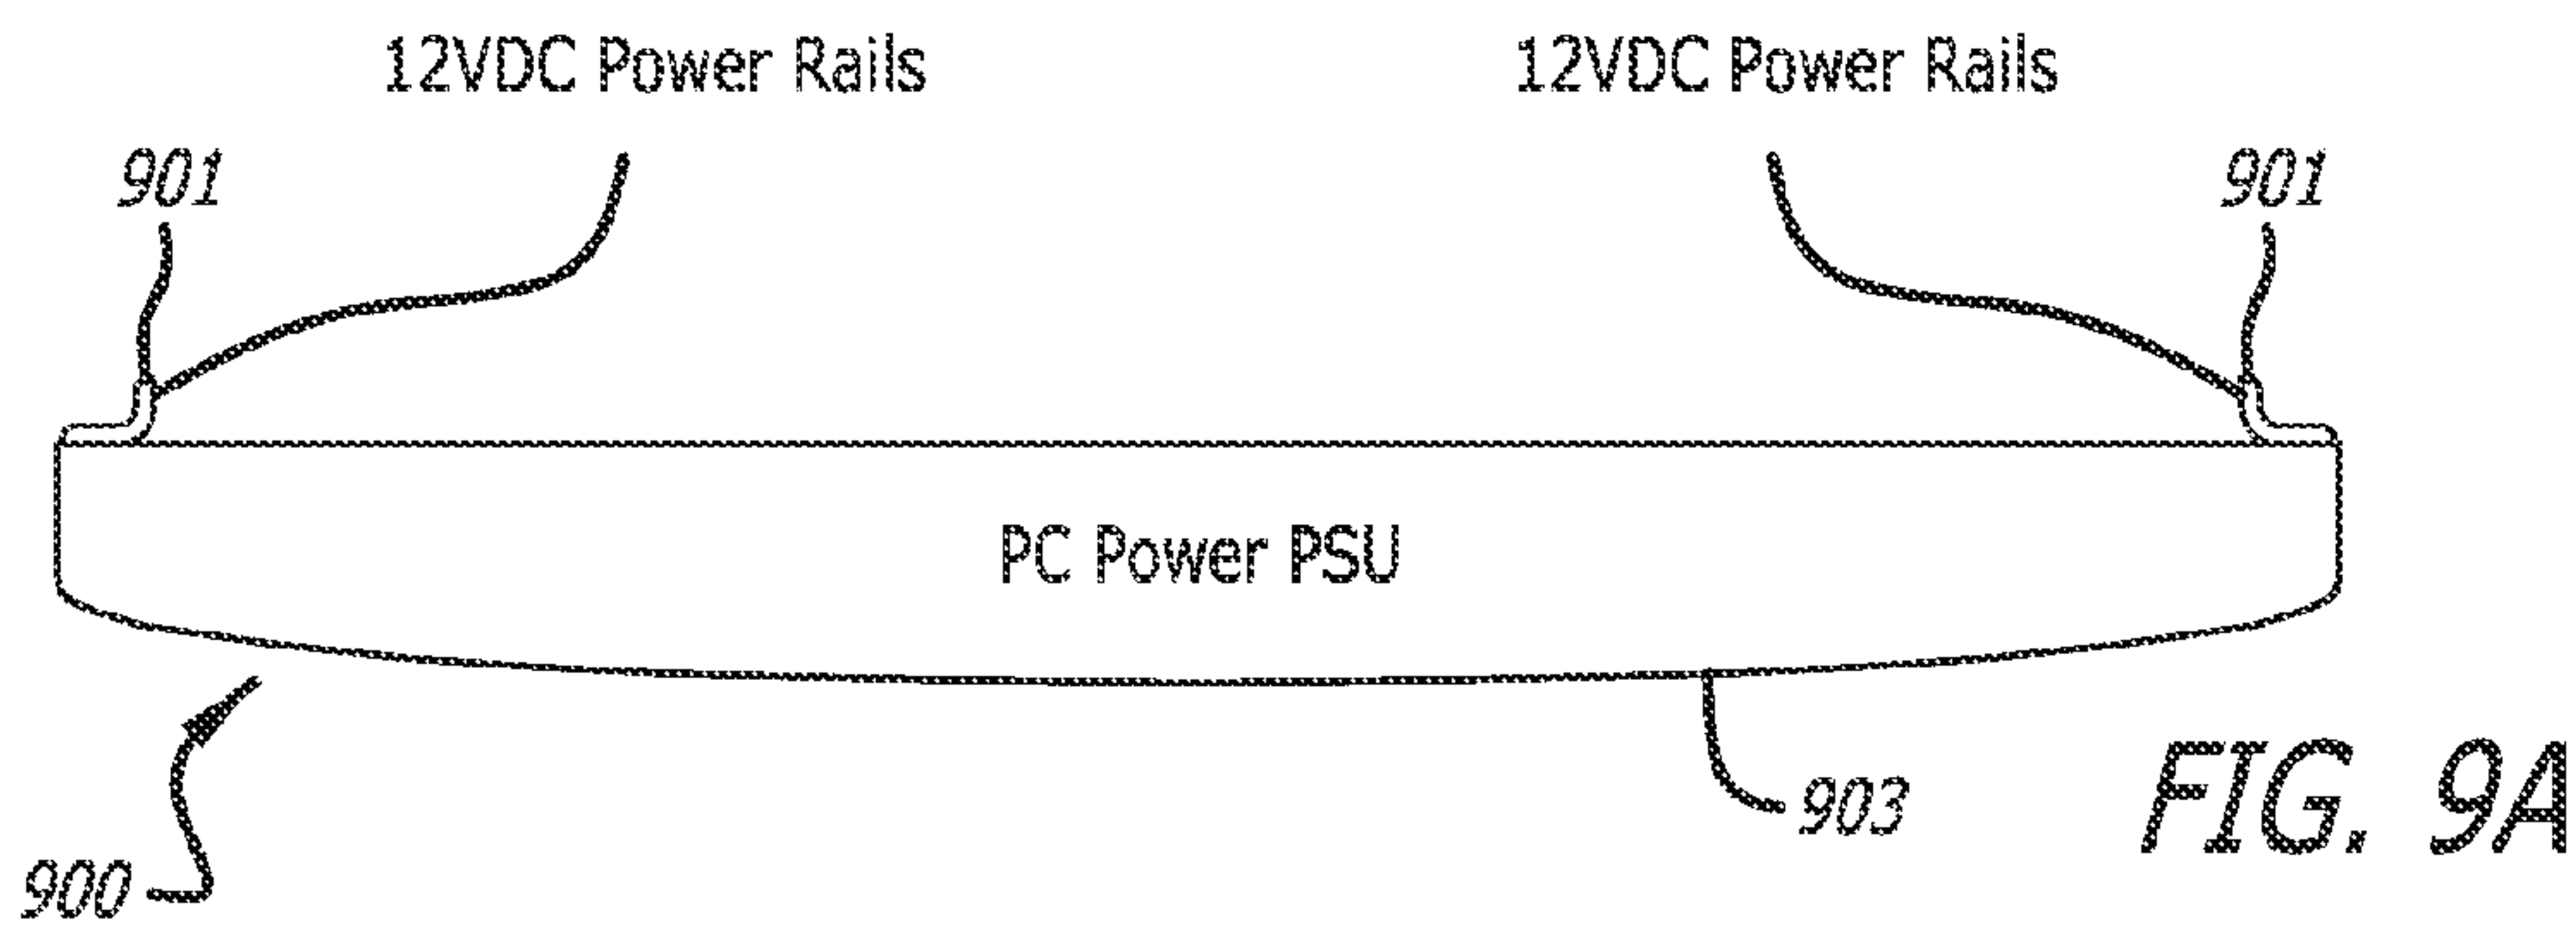 12VDC Power Rails
12VDC Power Rails
901
901
PC Power PSU
903
900
FIG. 9A